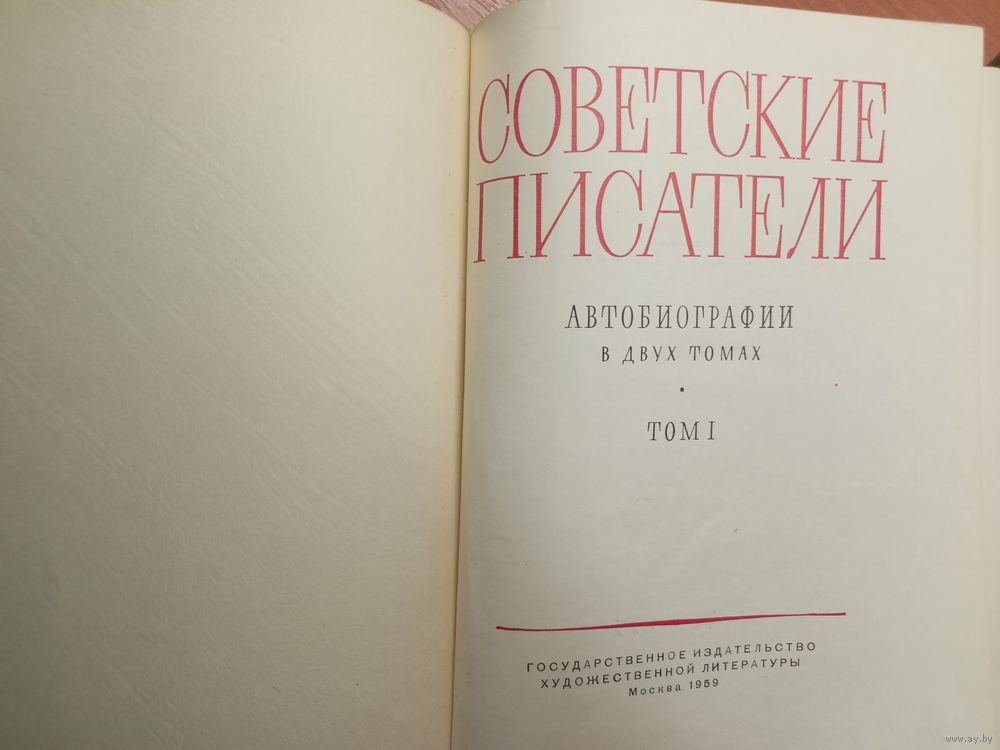 СОВЕТСКИЕ
ПИСАТЕЛИ
АВТОБИОГРАФИИ
В ДВУХ ТОМАХ
•
ТОМ I
ГОСУДАРСТВЕННОЕ ИЗДАТЕЛЬСТВО
ХУДОЖЕСТВЕННОЙ ЛИТЕРАТУРЫ
Москва 1959
www.ay.by